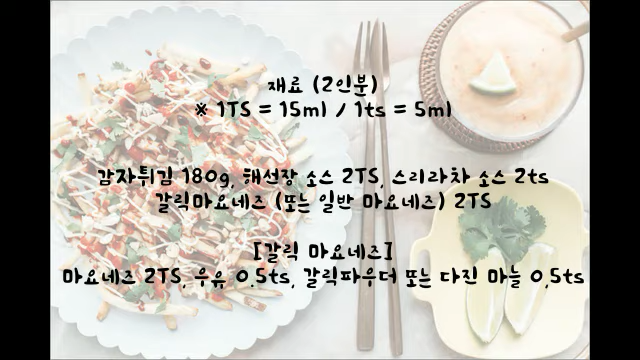 재료 (2인분)
※ 1TS = 15ml / 1ts = 5ml
감자튀김 180g, 해선장 소스 2TS, 스리라차 소스 2ts
갈릭마요네즈 (또는 일반 마요네즈) 2TS
[갈릭 마요네즈]
마요네즈 2TS, 우유 0.5ts, 갈릭파우더 또는 다진 마늘 0.5ts